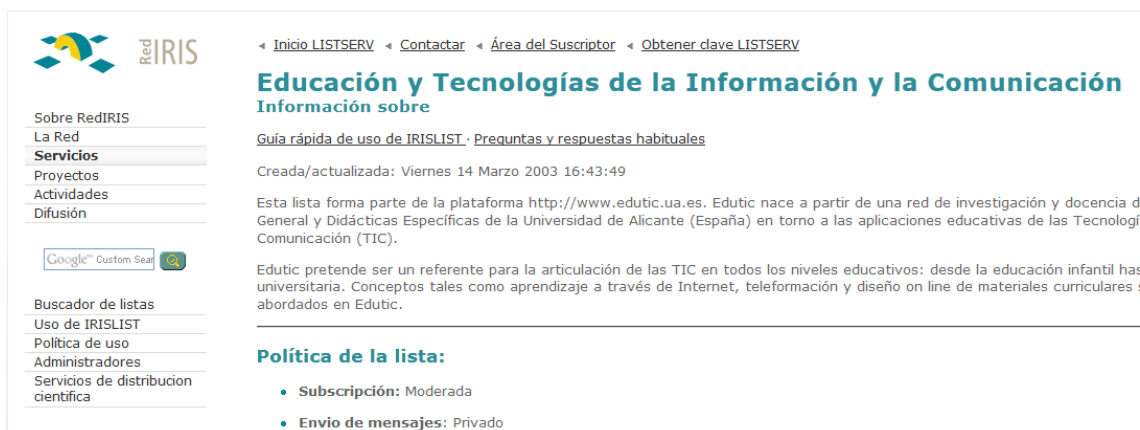 Red IRIS
Inicio LISTSERV Contactar Área del Suscriptor Obtener clave LISTSERV
Educación y Tecnologías de la Información y la Comunicación
Información sobre
Guía rápida de uso de IRISLIST · Preguntas y respuestas habituales
Creada/actualizada: Viernes 14 Marzo 2003 16:43:49
Esta lista forma parte de la plataforma http://www.edutic.ua.es. Edutic nace a partir de una red de investigación y docencia d
General y Didácticas Específicas de la Universidad de Alicante (España) en torno a las aplicaciones educativas de las Tecnologí
Comunicación (TIC).
Edutic pretende ser un referente para la articulación de las TIC en todos los niveles educativos: desde la educación infantil has
universitaria. Conceptos tales como aprendizaje a través de Internet, teleformación y diseño on line de materiales curriculares s
abordados en Edutic.
Política de la lista:
• Subscripción: Moderada
• Envio de mensajes: Privado
Sobre RedIRIS
La Red
Servicios
Proyectos
Actividades
Difusión
Google™ Custom Sear
Buscador de listas
Uso de IRISLIST
Política de uso
Administradores
Servicios de distribucion
cientifica